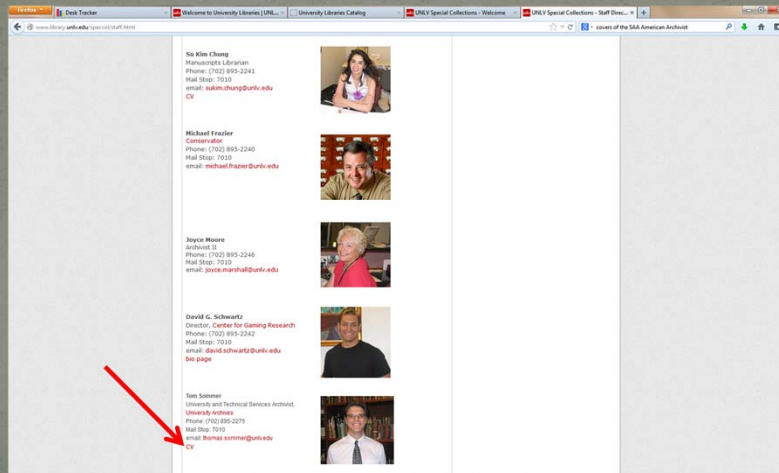 Firefox
Desk Tracker
Welcome to University Libraries | UNL...
University Libraries Catalog
UNLV Special Collections - Welcome
UNLV Special Collections - Staff Direc...
www.library.unlv.edu/speccol/staff.html
covers of the SAA American Archivist
Su Kim Chung
Manuscripts Librarian
Phone: (702) 895-2241
Mail Stop: 7010
email: sukim.chung@unlv.edu
CV
Michael Frazier
Conservator
Phone: (702) 895-2240
Mail Stop: 7010
email: michael.frazier@unlv.edu
Joyce Moore
Archivist II
Phone: (702) 895-2246
Mail Stop: 7010
email: joyce.marshall@unlv.edu
David G. Schwartz
Director, Center for Gaming Research
Phone: (702) 895-2242
Mail Stop: 7010
email: david.schwartz@unlv.edu
bio page
Tom Sommer
University and Technical Services Archivist,
University Archives
Phone: (702) 895-2275
Mail Stop: 7010
email: thomas.sommer@unlv.edu
CV